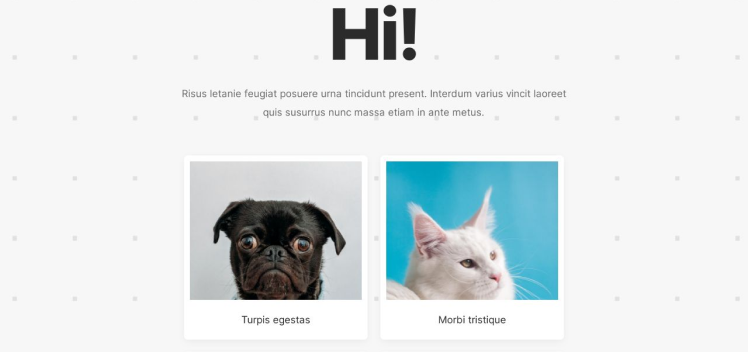 Hi!
Risus letanie feugiat posuere urna tincidunt present. Interdum varius vincit laoreet
quis susurrus nunc massa etiam in ante metus.
Turpis egestas
Morbi tristique